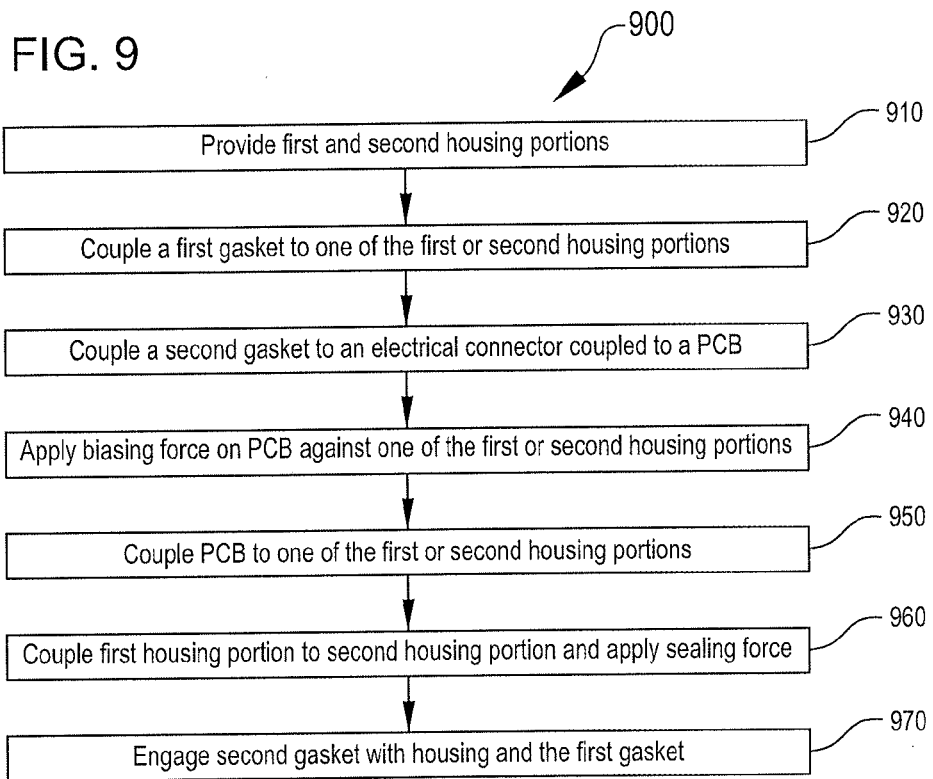 FIG. 9
900
Provide first and second housing portions
910
Couple a first gasket to one of the first or second housing portions
920
Couple a second gasket to an electrical connector coupled to a PCB
930
Apply biasing force on PCB against one of the first or second housing portions
940
Couple PCB to one of the first or second housing portions
950
Couple first housing portion to second housing portion and apply sealing force
960
Engage second gasket with housing and the first gasket
970